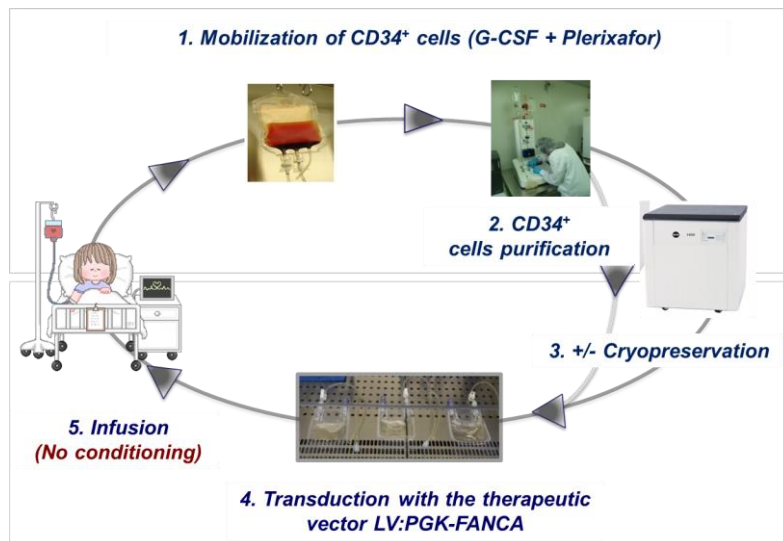 1. Mobilization of CD34⁺ cells (G-CSF + Plerixafor)
2. CD34⁺
cells purification
3. +/- Cryopreservation
4. Transduction with the therapeutic
vector LV:PGK-FANCA
5. Infusion
(No conditioning)